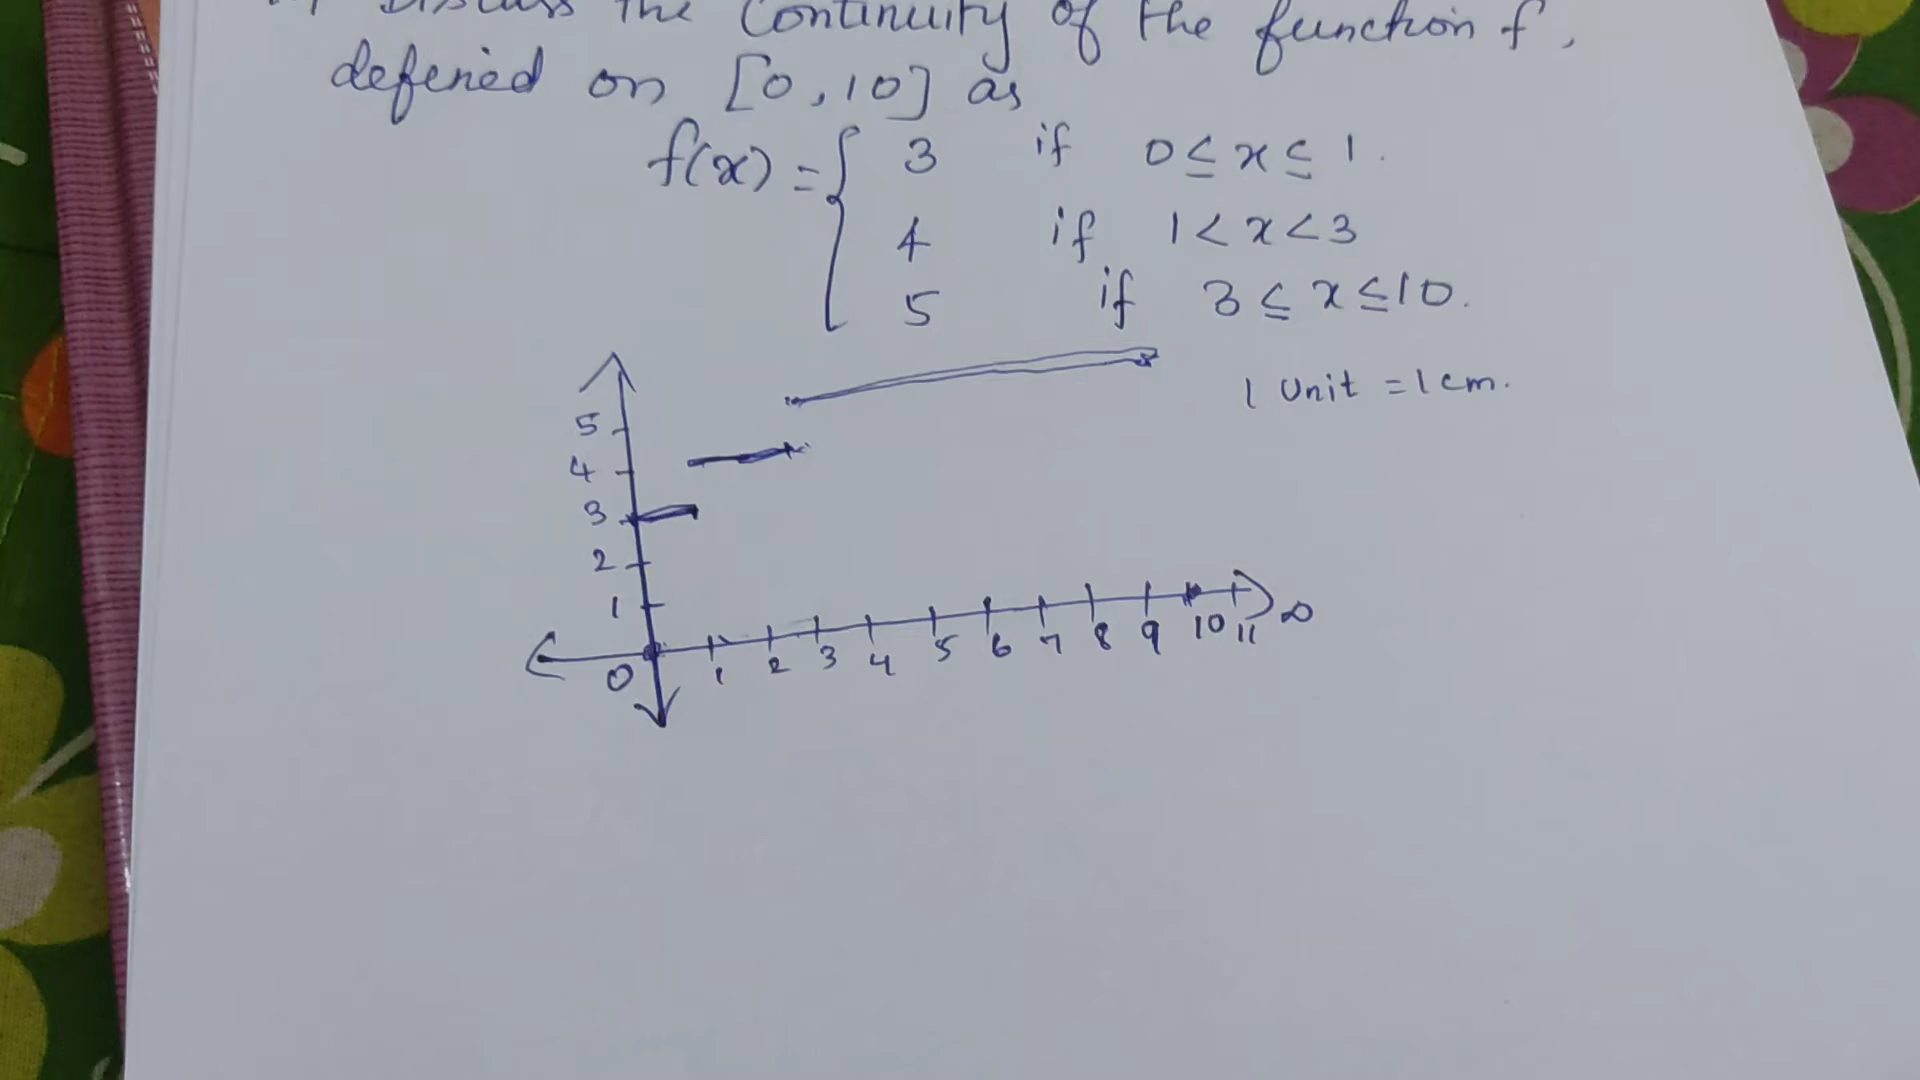 Discuss the Continuity of the function f,
defened on [0,10] as
f(x) = { 3 if 0 ≤ x ≤ 1.
4 if 1 < x < 3
5 if 3 ≤ x ≤ 10.
1 Unit = 1 cm.
5
4
3
2
1
0 1 2 3 4 5 6 7 8 9 10 11 ∞